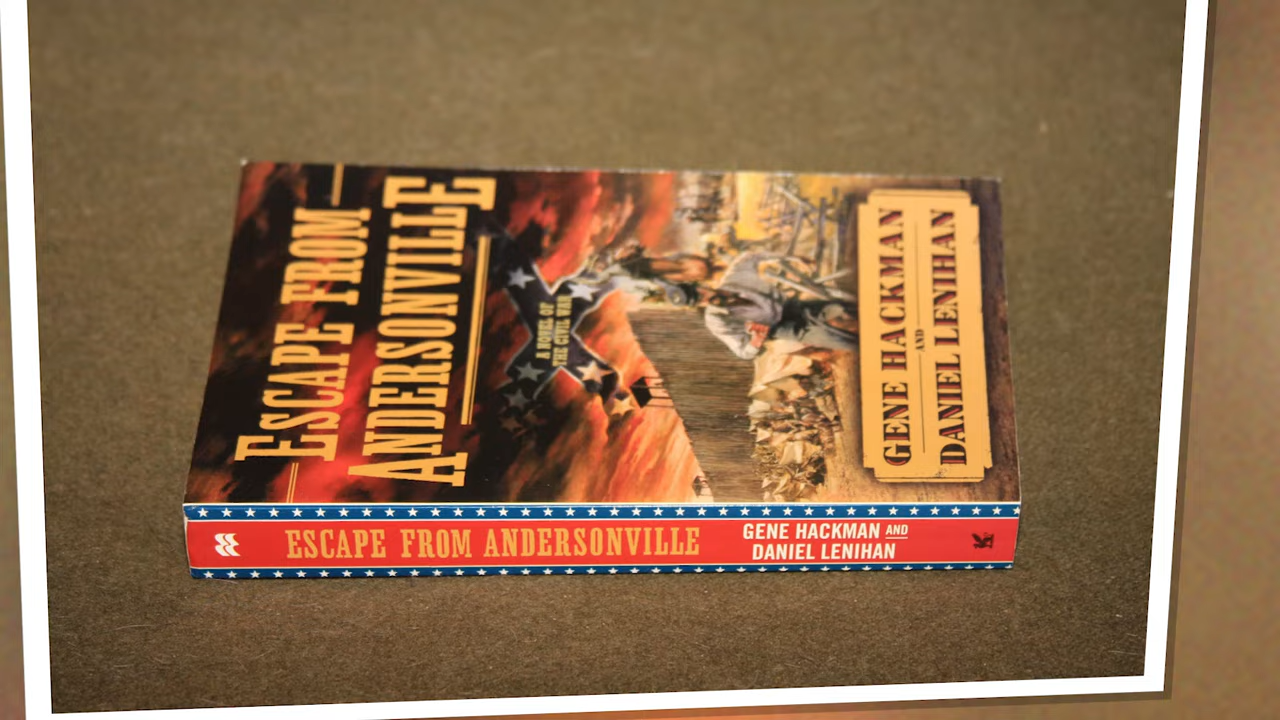 ESCAPE FROM
ANDERSONVILLE
A NOVEL OF
THE CIVIL WAR
GENE HACKMAN
AND
DANIEL LENIHAN
ESCAPE FROM ANDERSONVILLE
GENE HACKMAN AND
DANIEL LENIHAN